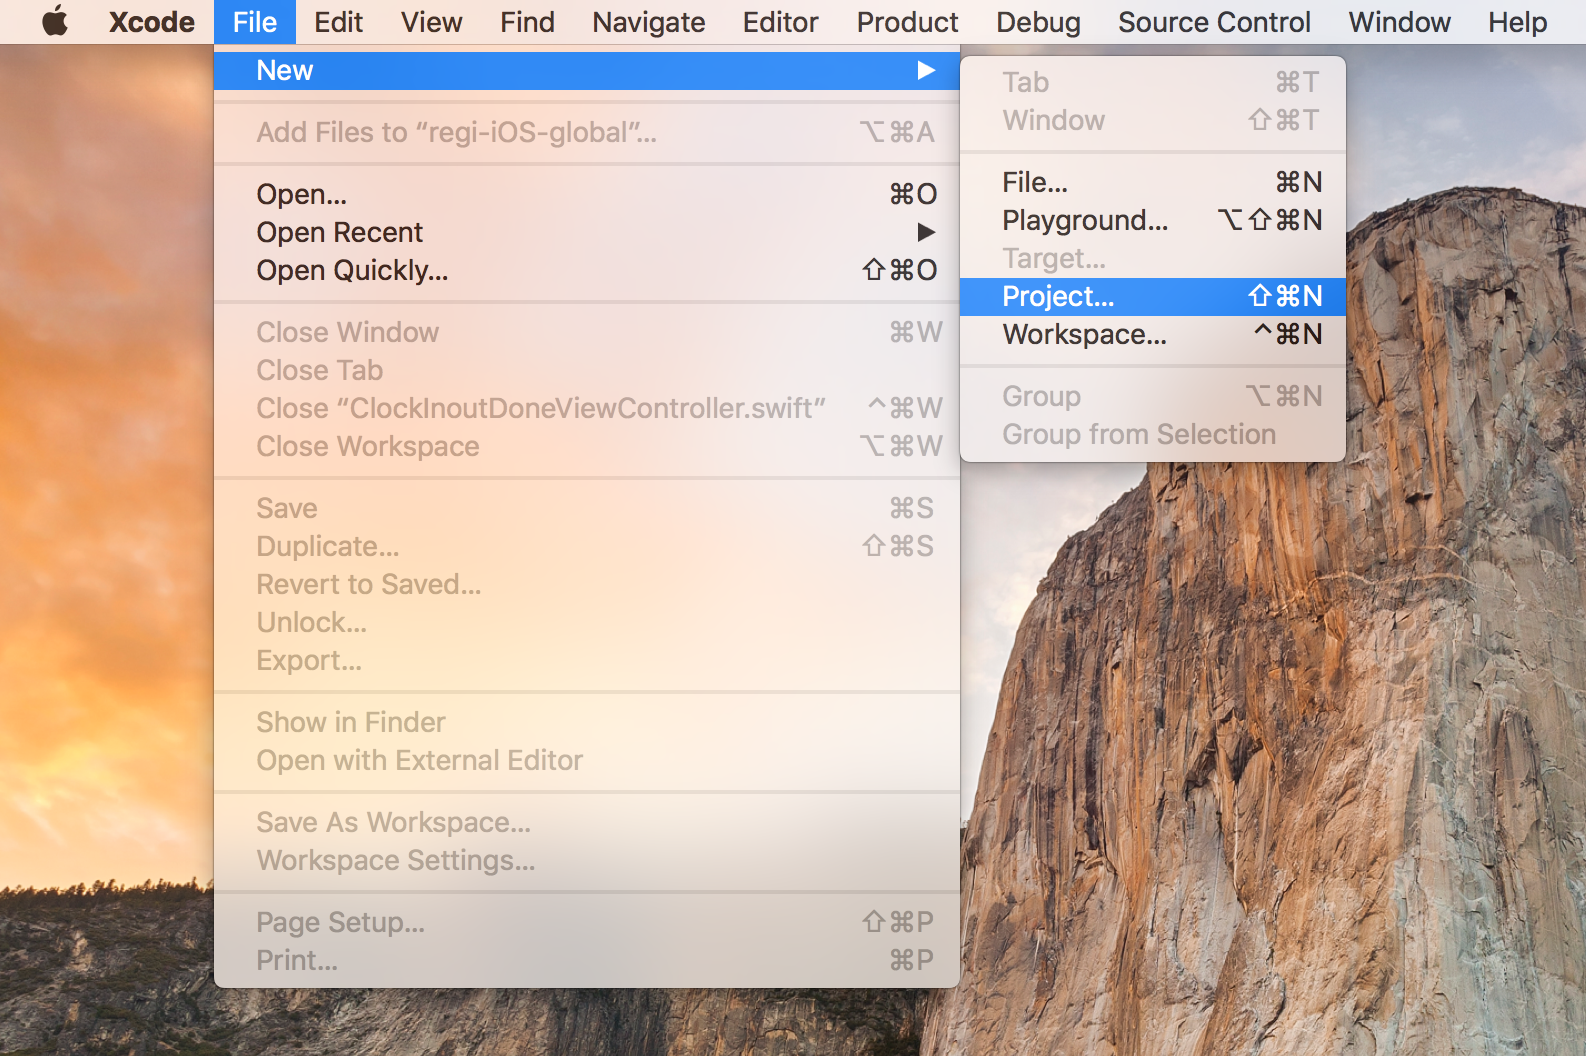 Xcode File Edit View Find Navigate Editor Product Debug Source Control Window Help
New ▶
Add Files to “regi-iOS-global”... ⌥⌘A
Open... ⌘O
Open Recent ▶
Open Quickly... ⇧⌘O
Close Window ⌘W
Close Tab
Close “ClockInoutDoneViewController.swift” ^⌘W
Close Workspace ⌥⌘W
Save ⌘S
Duplicate... ⇧⌘S
Revert to Saved...
Unlock...
Export...
Show in Finder
Open with External Editor
Save As Workspace...
Workspace Settings...
Page Setup... ⇧⌘P
Print... ⌘P
Tab ⌘T
Window ⇧⌘T
File... ⌘N
Playground... ⌥⇧⌘N
Target...
Project... ⇧⌘N
Workspace... ^⌘N
Group ⌥⌘N
Group from Selection